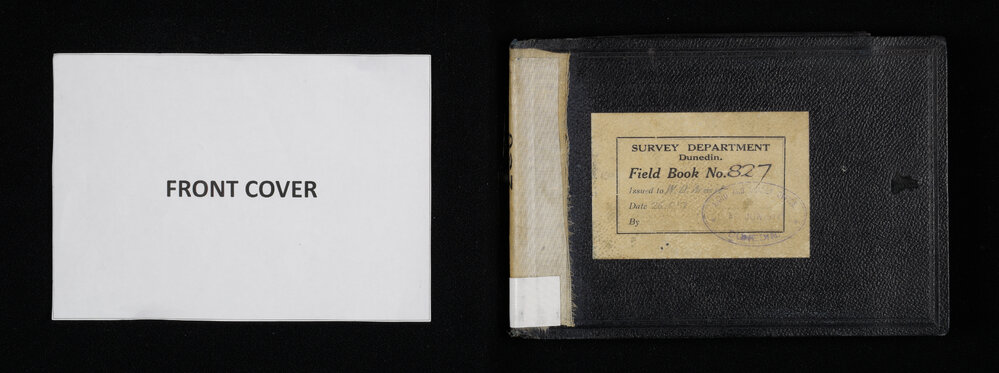 FRONT COVER
SURVEY DEPARTMENT
Dunedin.
Field Book No. 827
Issued to
Date
By